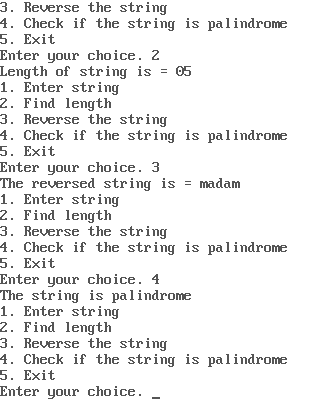 3. Reverse the string
4. Check if the string is palindrome
5. Exit
Enter your choice. 2
Length of string is = 05
1. Enter string
2. Find length
3. Reverse the string
4. Check if the string is palindrome
5. Exit
Enter your choice. 3
The reversed string is = madam
1. Enter string
2. Find length
3. Reverse the string
4. Check if the string is palindrome
5. Exit
Enter your choice. 4
The string is palindrome
1. Enter string
2. Find length
3. Reverse the string
4. Check if the string is palindrome
5. Exit
Enter your choice. _